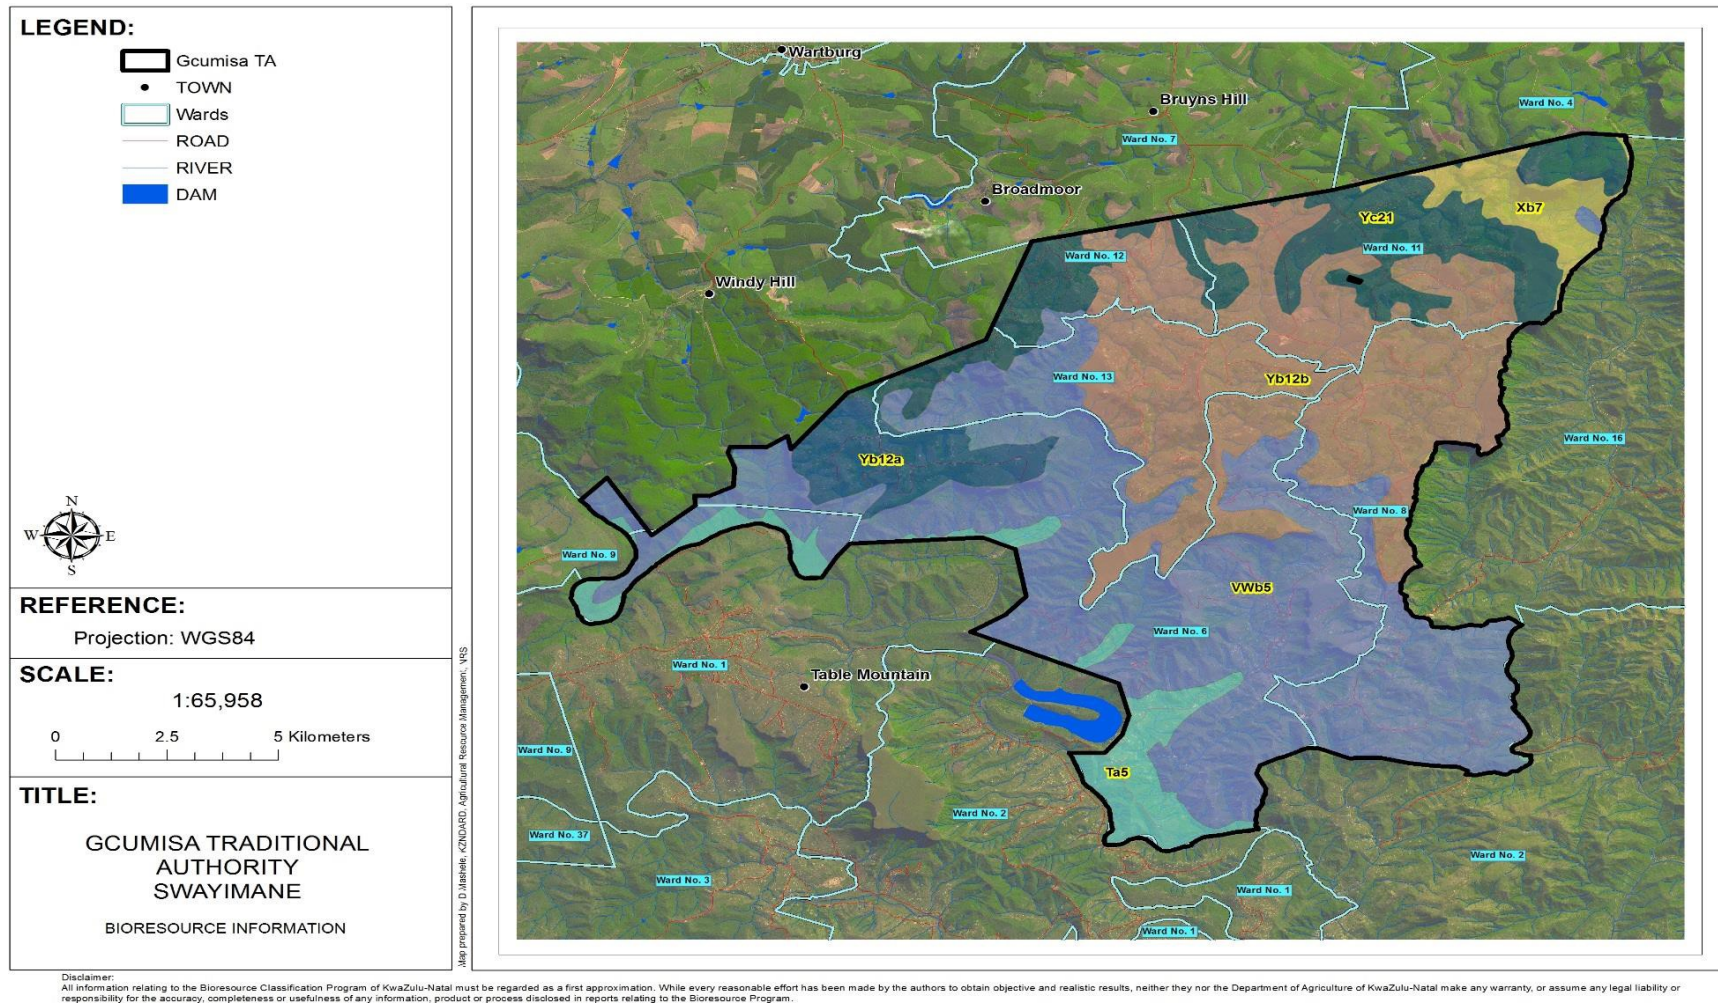 LEGEND:
Gcumisa TA
TOWN
Wards
ROAD
RIVER
DAM
N
W E
S
REFERENCE:
Projection: WGS84
SCALE:
1:65,958
0 2.5 5 Kilometers
TITLE:
GCUMISA TRADITIONAL
AUTHORITY
SWAYIMANE
BIORESOURCE INFORMATION
Map prepared by D.Mashele, KZNDARD, Agricultural Resource Management, NRS
Wartburg
Bruyns Hill
Ward No. 4
Ward No. 7
Broadmoor
Xb7
Yc21
Ward No. 11
Ward No. 12
Windy Hill
Ward No. 13
Yb12b
Ward No. 16
Yb12a
Ward No. 8
Ward No. 9
VWb5
Ward No. 6
Ward No. 1
Table Mountain
Ward No. 9
Ta5
Ward No. 2
Ward No. 37
Ward No. 2
Ward No. 3
Ward No. 1
Ward No. 1
Disclaimer:
All information relating to the Bioresource Classification Program of KwaZulu-Natal must be regarded as a first approximation. While every reasonable effort has been made by the authors to obtain objective and realistic results, neither they nor the Department of Agriculture of KwaZulu-Natal make any warranty, or assume any legal liability or
responsibility for the accuracy, completeness or usefulness of any information, product or process disclosed in reports relating to the Bioresource Program.